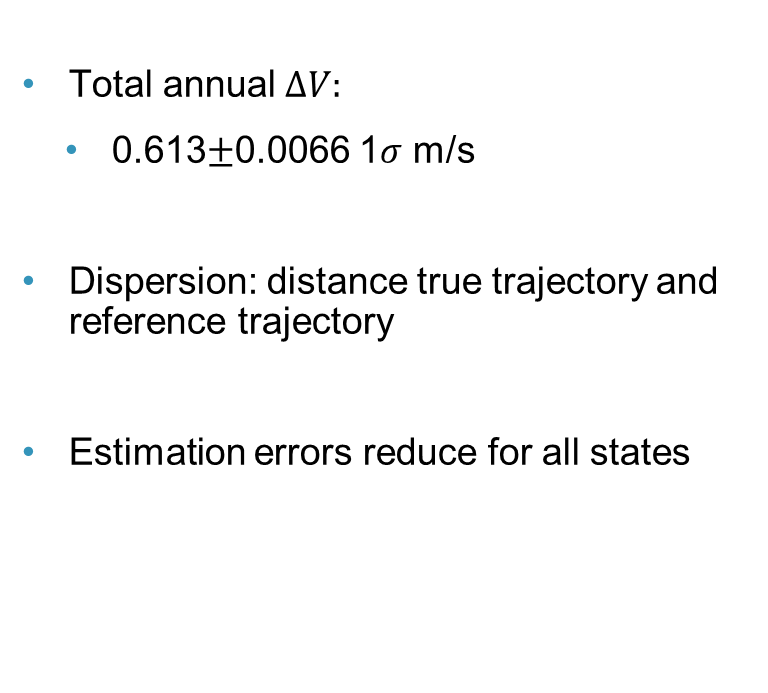 • Total annual Δ𝑉:
• 0.613±0.0066 1𝜎 m/s
• Dispersion: distance true trajectory and
reference trajectory
• Estimation errors reduce for all states